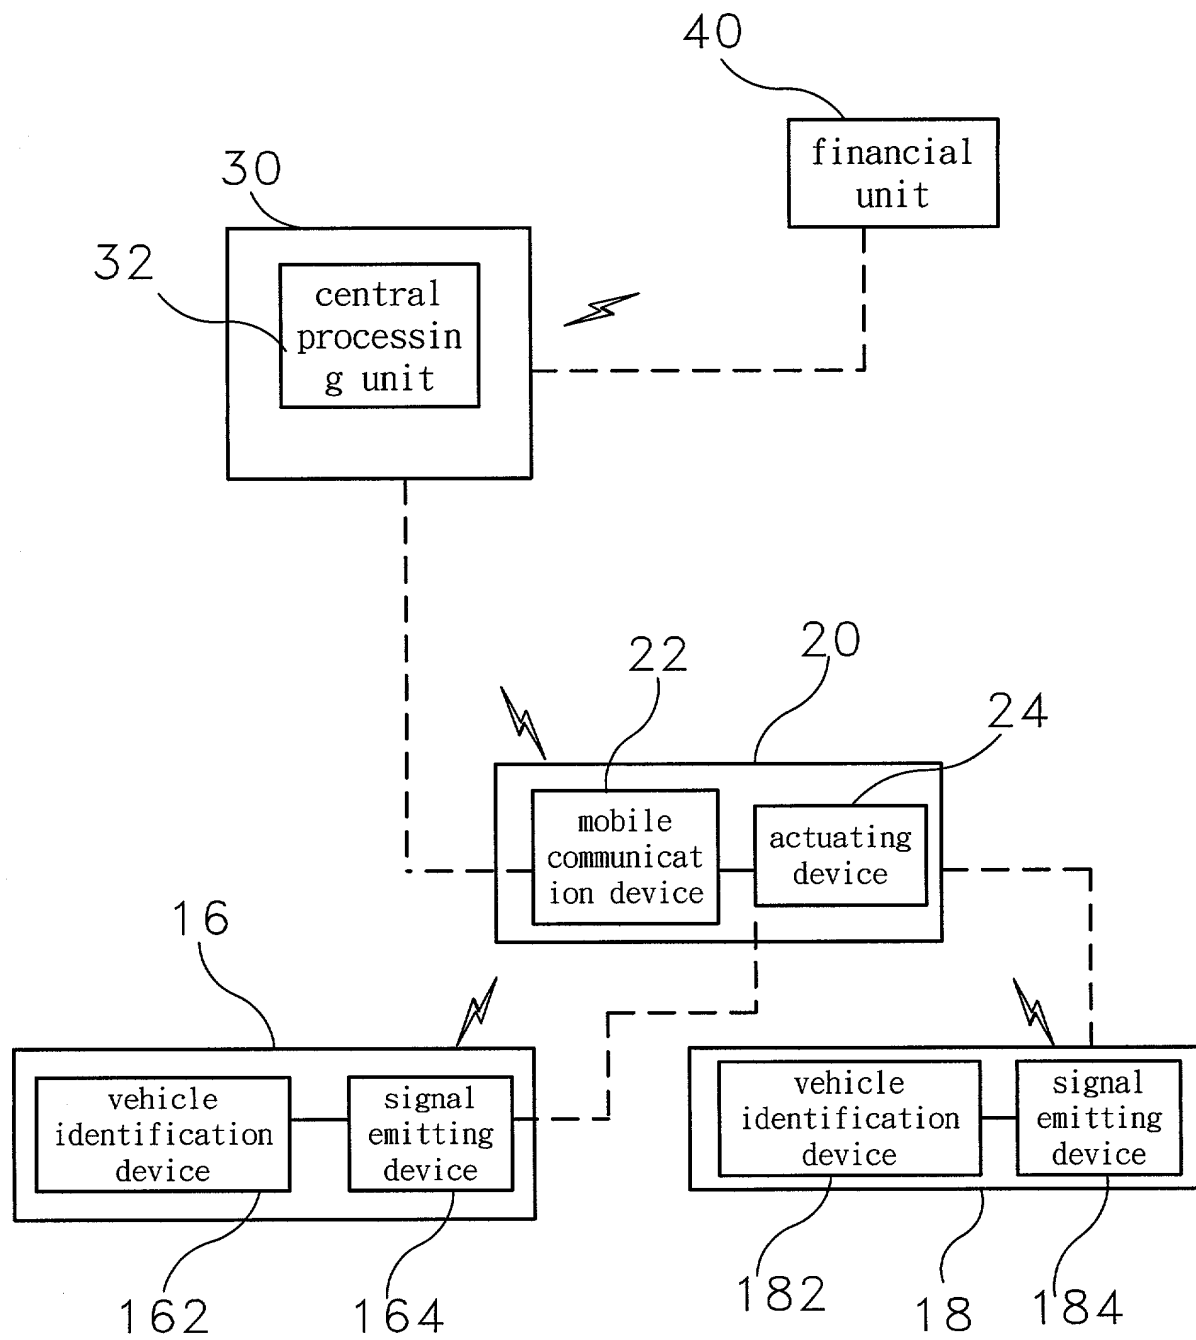 40
financial
unit
30
32
central
processin
g unit
22
20
24
mobile
communicat
ion device
actuating
device
16
vehicle
identification
device
signal
emitting
device
vehicle
identification
device
signal
emitting
device
162
164
182
18
184